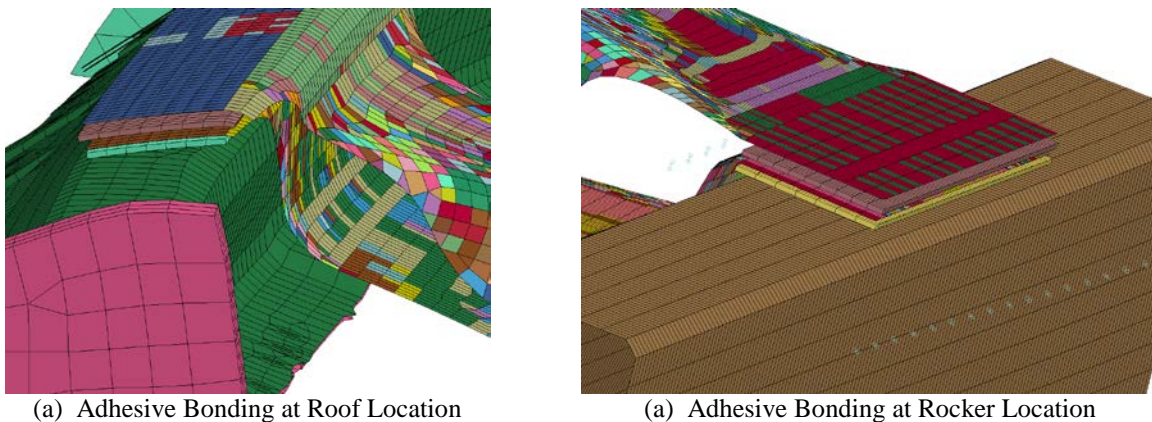 (a) Adhesive Bonding at Roof Location
(a) Adhesive Bonding at Rocker Location